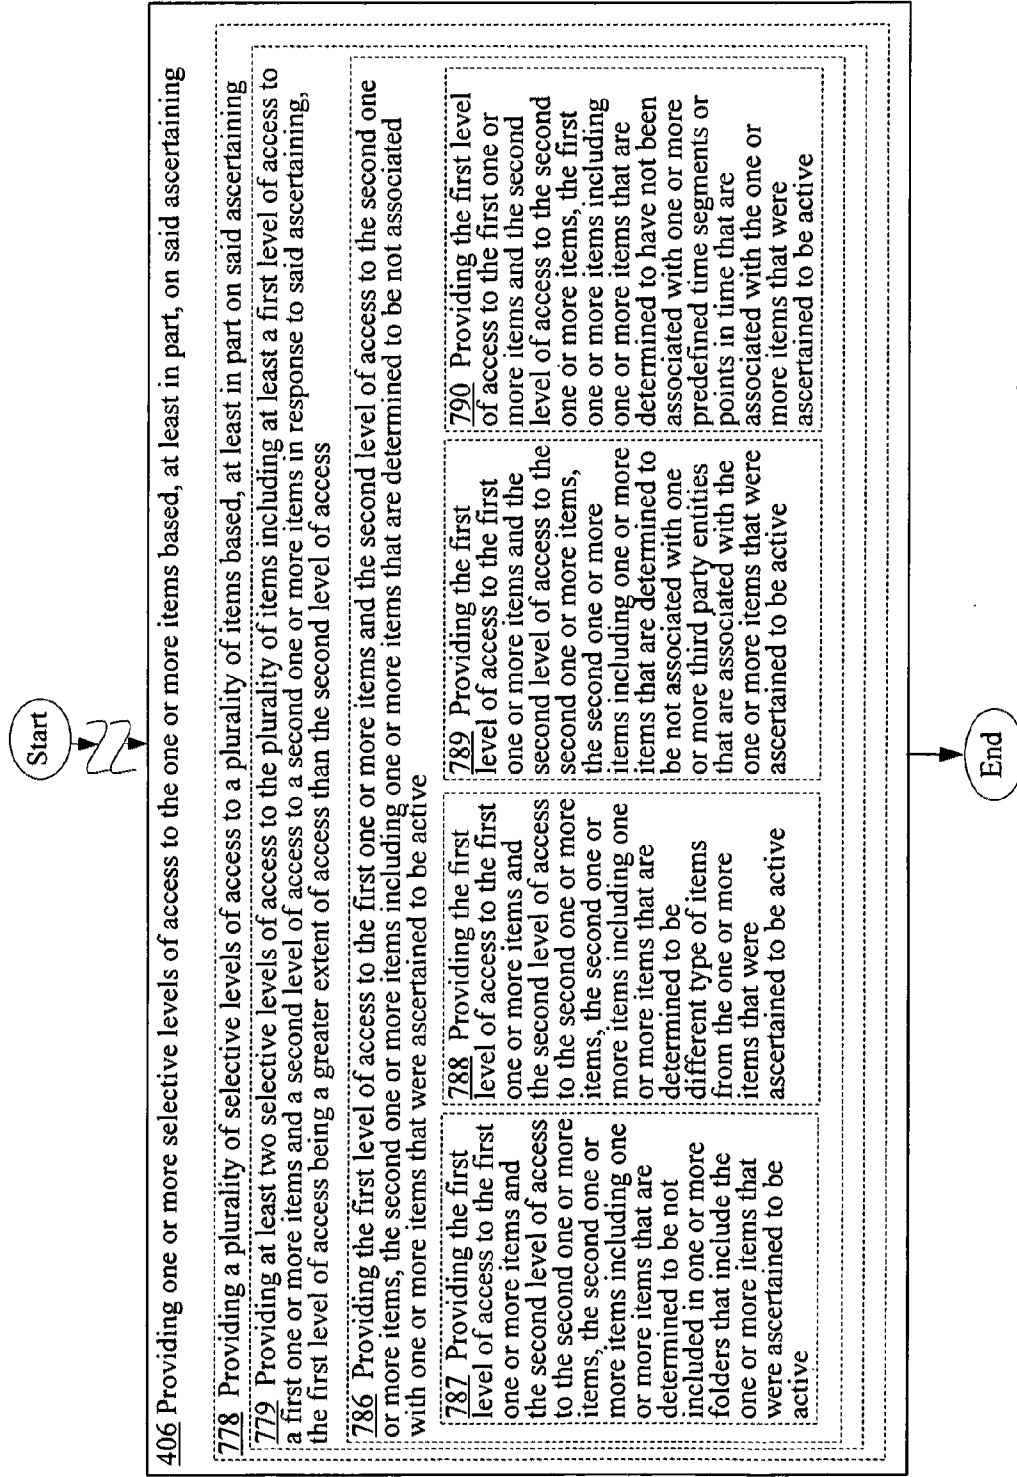 Start
406 Providing one or more selective levels of access to the one or more items based, at least in part, on said ascertaining
778 Providing a plurality of selective levels of access to a plurality of items based, at least in part on said ascertaining
779 Providing at least two selective levels of access to the plurality of items including at least a first level of access to
a first one or more items and a second level of access to a second one or more items in response to said ascertaining,
the first level of access being a greater extent of access than the second level of access
786 Providing the first level of access to the first one or more items and the second level of access to the second one
or more items, the second one or more items including one or more items that are determined to be not associated
with one or more items that were ascertained to be active
787 Providing the first
level of access to the first
one or more items and
the second level of access
to the second one or more
items, the second one or
more items including one
or more items that are
determined to be not
included in one or more
folders that include the
one or more items that
were ascertained to be
active
788 Providing the first
level of access to the first
one or more items and
the second level of access
to the second one or more
items, the second one or
more items including one
or more items that are
determined to be
different type of items
from the one or more
items that were
ascertained to be active
789 Providing the first
level of access to the first
one or more items and the
second level of access to the
second one or more items,
the second one or more
items including one or more
items that are determined to
be not associated with one
or more third party entities
that are associated with the
one or more items that were
ascertained to be active
790 Providing the first level
of access to the first one or
more items and the second
level of access to the second
one or more items, the first
one or more items including
one or more items that are
determined to have not been
associated with one or more
predefined time segments or
points in time that are
associated with the one or
more items that were
ascertained to be active
End